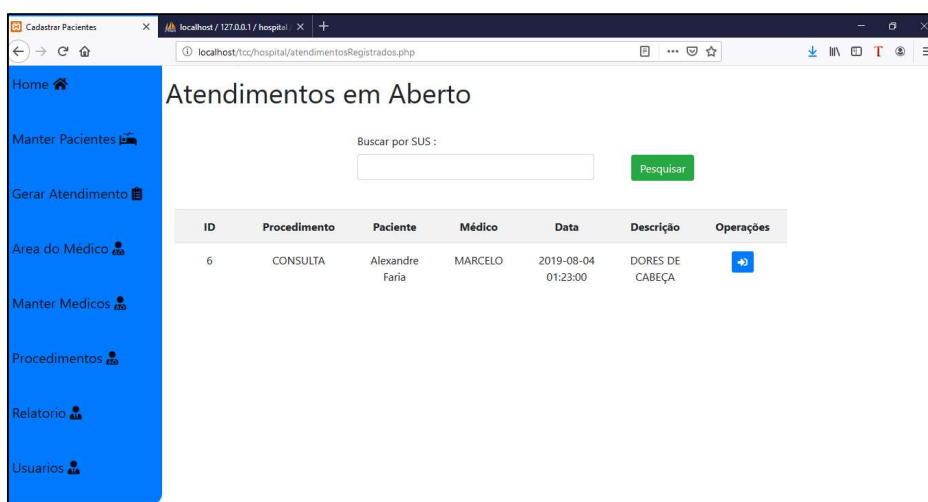 Cadastrar Pacientes
localhost / 127.0.0.1 / hospital
localhost/tcc/hospital/atendimentosRegistrados.php
Home
Manter Pacientes
Gerar Atendimento
Area do Médico
Manter Medicos
Procedimentos
Relatorio
Usuarios
Atendimentos em Aberto
Buscar por SUS :
Pesquisar
ID Procedimento Paciente Médico Data Descrição Operações
6 CONSULTA Alexandre MARCELO 2019-08-04 DORES DE
Faria 01:23:00 CABEÇA